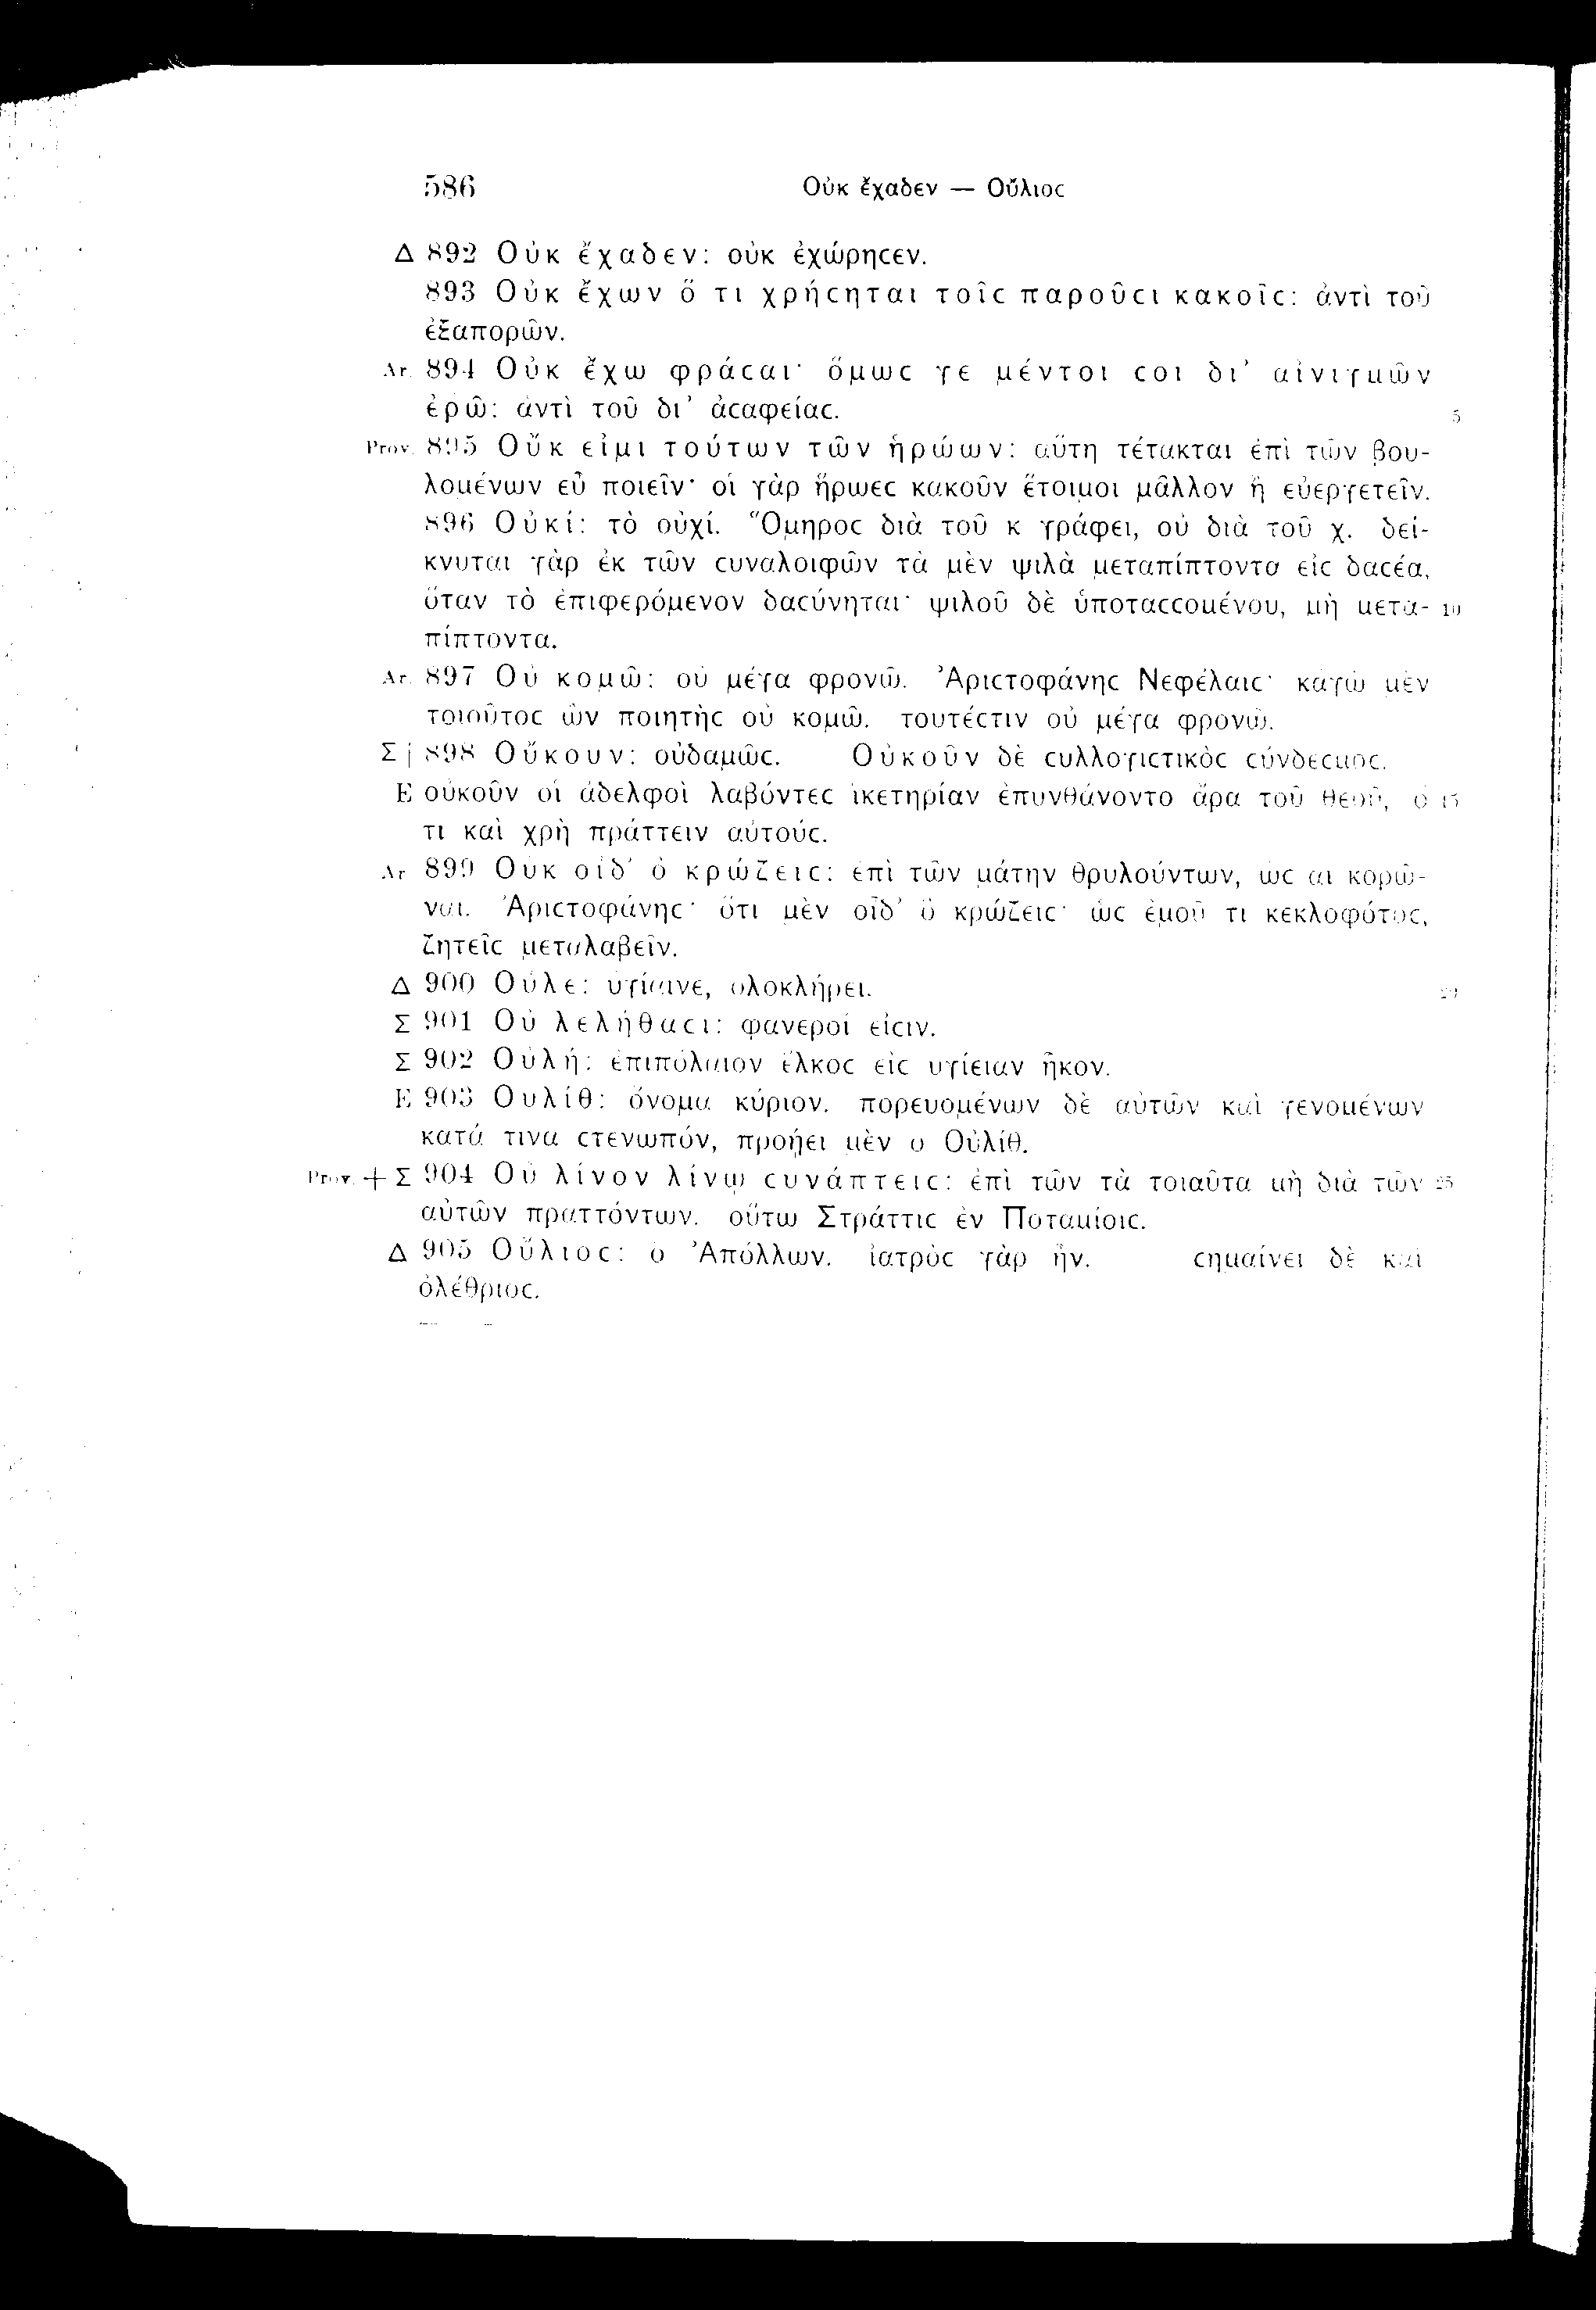 586 Οὐκ ἔχαδεν — Οὔλιοϲ
Δ 892 Οὐκ ἔχαδεν: οὐκ ἐχώρηϲεν.
893 Οὐκ ἔχων ὅ τι χρήϲηται τοῖϲ παροῦϲι κακοῖϲ: ἀντὶ τοῦ
ἐξαπορῶν.
Ar. 894 Οὐκ ἔχω φράϲαι· ὅμωϲ γε μέντοι ϲοι δι’ αἰνιγμῶν
ἐρῶ: ἀντὶ τοῦ δι’ ἀϲαφείαϲ. 5
Prov. 895 Οὔκ εἰμι τούτων τῶν ἡρώων: αὕτη τέτακται ἐπὶ τῶν βου-
λομένων εὖ ποιεῖν· οἱ γὰρ ἥρωεϲ κακοῦν ἕτοιμοι μᾶλλον ἢ εὐεργετεῖν.
896 Οὐκί: τὸ οὐχί. Ὅμηροϲ διὰ τοῦ κ γράφει, οὐ διὰ τοῦ χ. δεί-
κνυται γὰρ ἐκ τῶν ϲυναλοιφῶν τὰ μὲν ψιλὰ μεταπίπτοντα εἰϲ δαϲέα,
ὅταν τὸ ἐπιφερόμενον δαϲύνηται· ψιλοῦ δὲ ὑποταϲϲομένου, μὴ μετα- 10
πίπτοντα.
Ar. 897 Οὐ κομῶ: οὐ μέγα φρονῶ. Ἀριϲτοφάνηϲ Νεφέλαιϲ· κἀγὼ μὲν
τοιοῦτοϲ ὢν ποιητὴϲ οὐ κομῶ. τουτέϲτιν οὐ μέγα φρονῶ.
Σ | 898 Οὔκουν: οὐδαμῶϲ. Οὐκοῦν δὲ ϲυλλογιϲτικὸϲ ϲύνδεϲμοϲ.
E οὐκοῦν οἱ ἀδελφοὶ λαβόντεϲ ἱκετηρίαν ἐπυνθάνοντο ἄρα τοῦ θεοῦ, ὅ 15
τι καὶ χρὴ πράττειν αὐτούϲ.
Ar. 899 Οὐκ οἶδ’ ὃ κρώζειϲ: ἐπὶ τῶν μάτην θρυλούντων, ὡϲ αἱ κορῶ-
ναι. Ἀριϲτοφάνηϲ· ὅτι μὲν οἶδ’ ὃ κρώζειϲ· ὡϲ ἐμοῦ τι κεκλοφότοϲ,
ζητεῖϲ μεταλαβεῖν.
Δ 900 Οὖλε: ὑγίαινε, ὁλοκλήρει. 20
Σ 901 Οὐ λελήθαϲι: φανεροί εἰϲιν.
Σ 902 Οὐλή: ἐπιπόλαιον ἕλκοϲ εἰϲ ὑγίειαν ἧκον.
E 903 Οὐλίθ: ὄνομα κύριον. πορευομένων δὲ αὐτῶν καὶ γενομένων
κατά τινα ϲτενωπόν, προῄει μὲν ὁ Οὐλίθ.
Prov. + Σ 904 Οὐ λίνον λίνῳ ϲυνάπτειϲ: ἐπὶ τῶν τὰ τοιαῦτα μὴ διὰ τῶν 25
αὐτῶν πραττόντων. οὕτω Στράττιϲ ἐν Ποταμίοιϲ.
Δ 905 Οὔλιοϲ: ὁ Ἀπόλλων. ἰατρὸϲ γὰρ ἦν. ϲημαίνει δὲ καὶ
ὀλέθριοϲ.